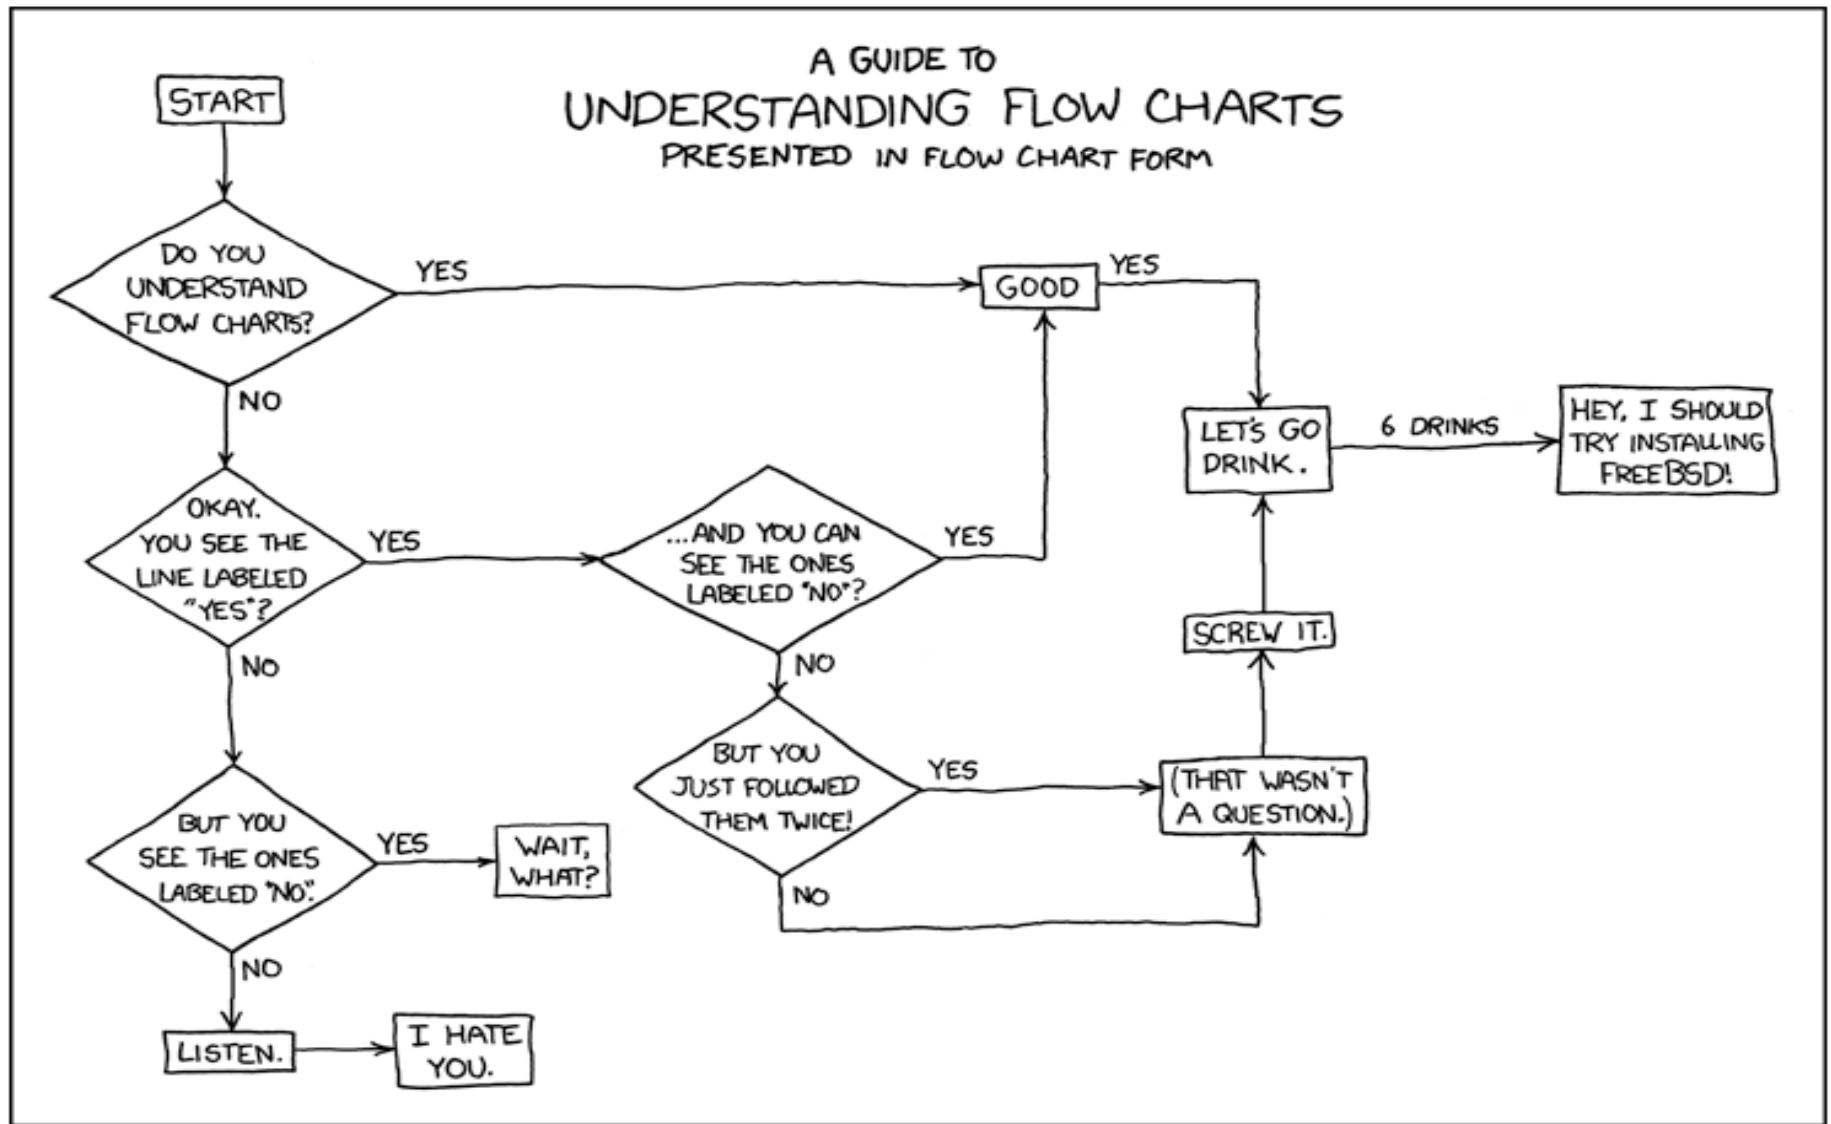 A GUIDE TO
UNDERSTANDING FLOW CHARTS
PRESENTED IN FLOW CHART FORM
START
DO YOU
UNDERSTAND
FLOW CHARTS?
YES
GOOD
YES
NO
LET'S GO
DRINK.
6 DRINKS
HEY, I SHOULD
TRY INSTALLING
FREEBSD!
OKAY.
YOU SEE THE
LINE LABELED
"YES"?
YES
...AND YOU CAN
SEE THE ONES
LABELED "NO"?
YES
NO
NO
SCREW IT.
BUT YOU
JUST FOLLOWED
THEM TWICE!
YES
(THAT WASN'T
A QUESTION.)
NO
BUT YOU
SEE THE ONES
LABELED "NO".
YES
WAIT,
WHAT?
NO
LISTEN.
I HATE
YOU.